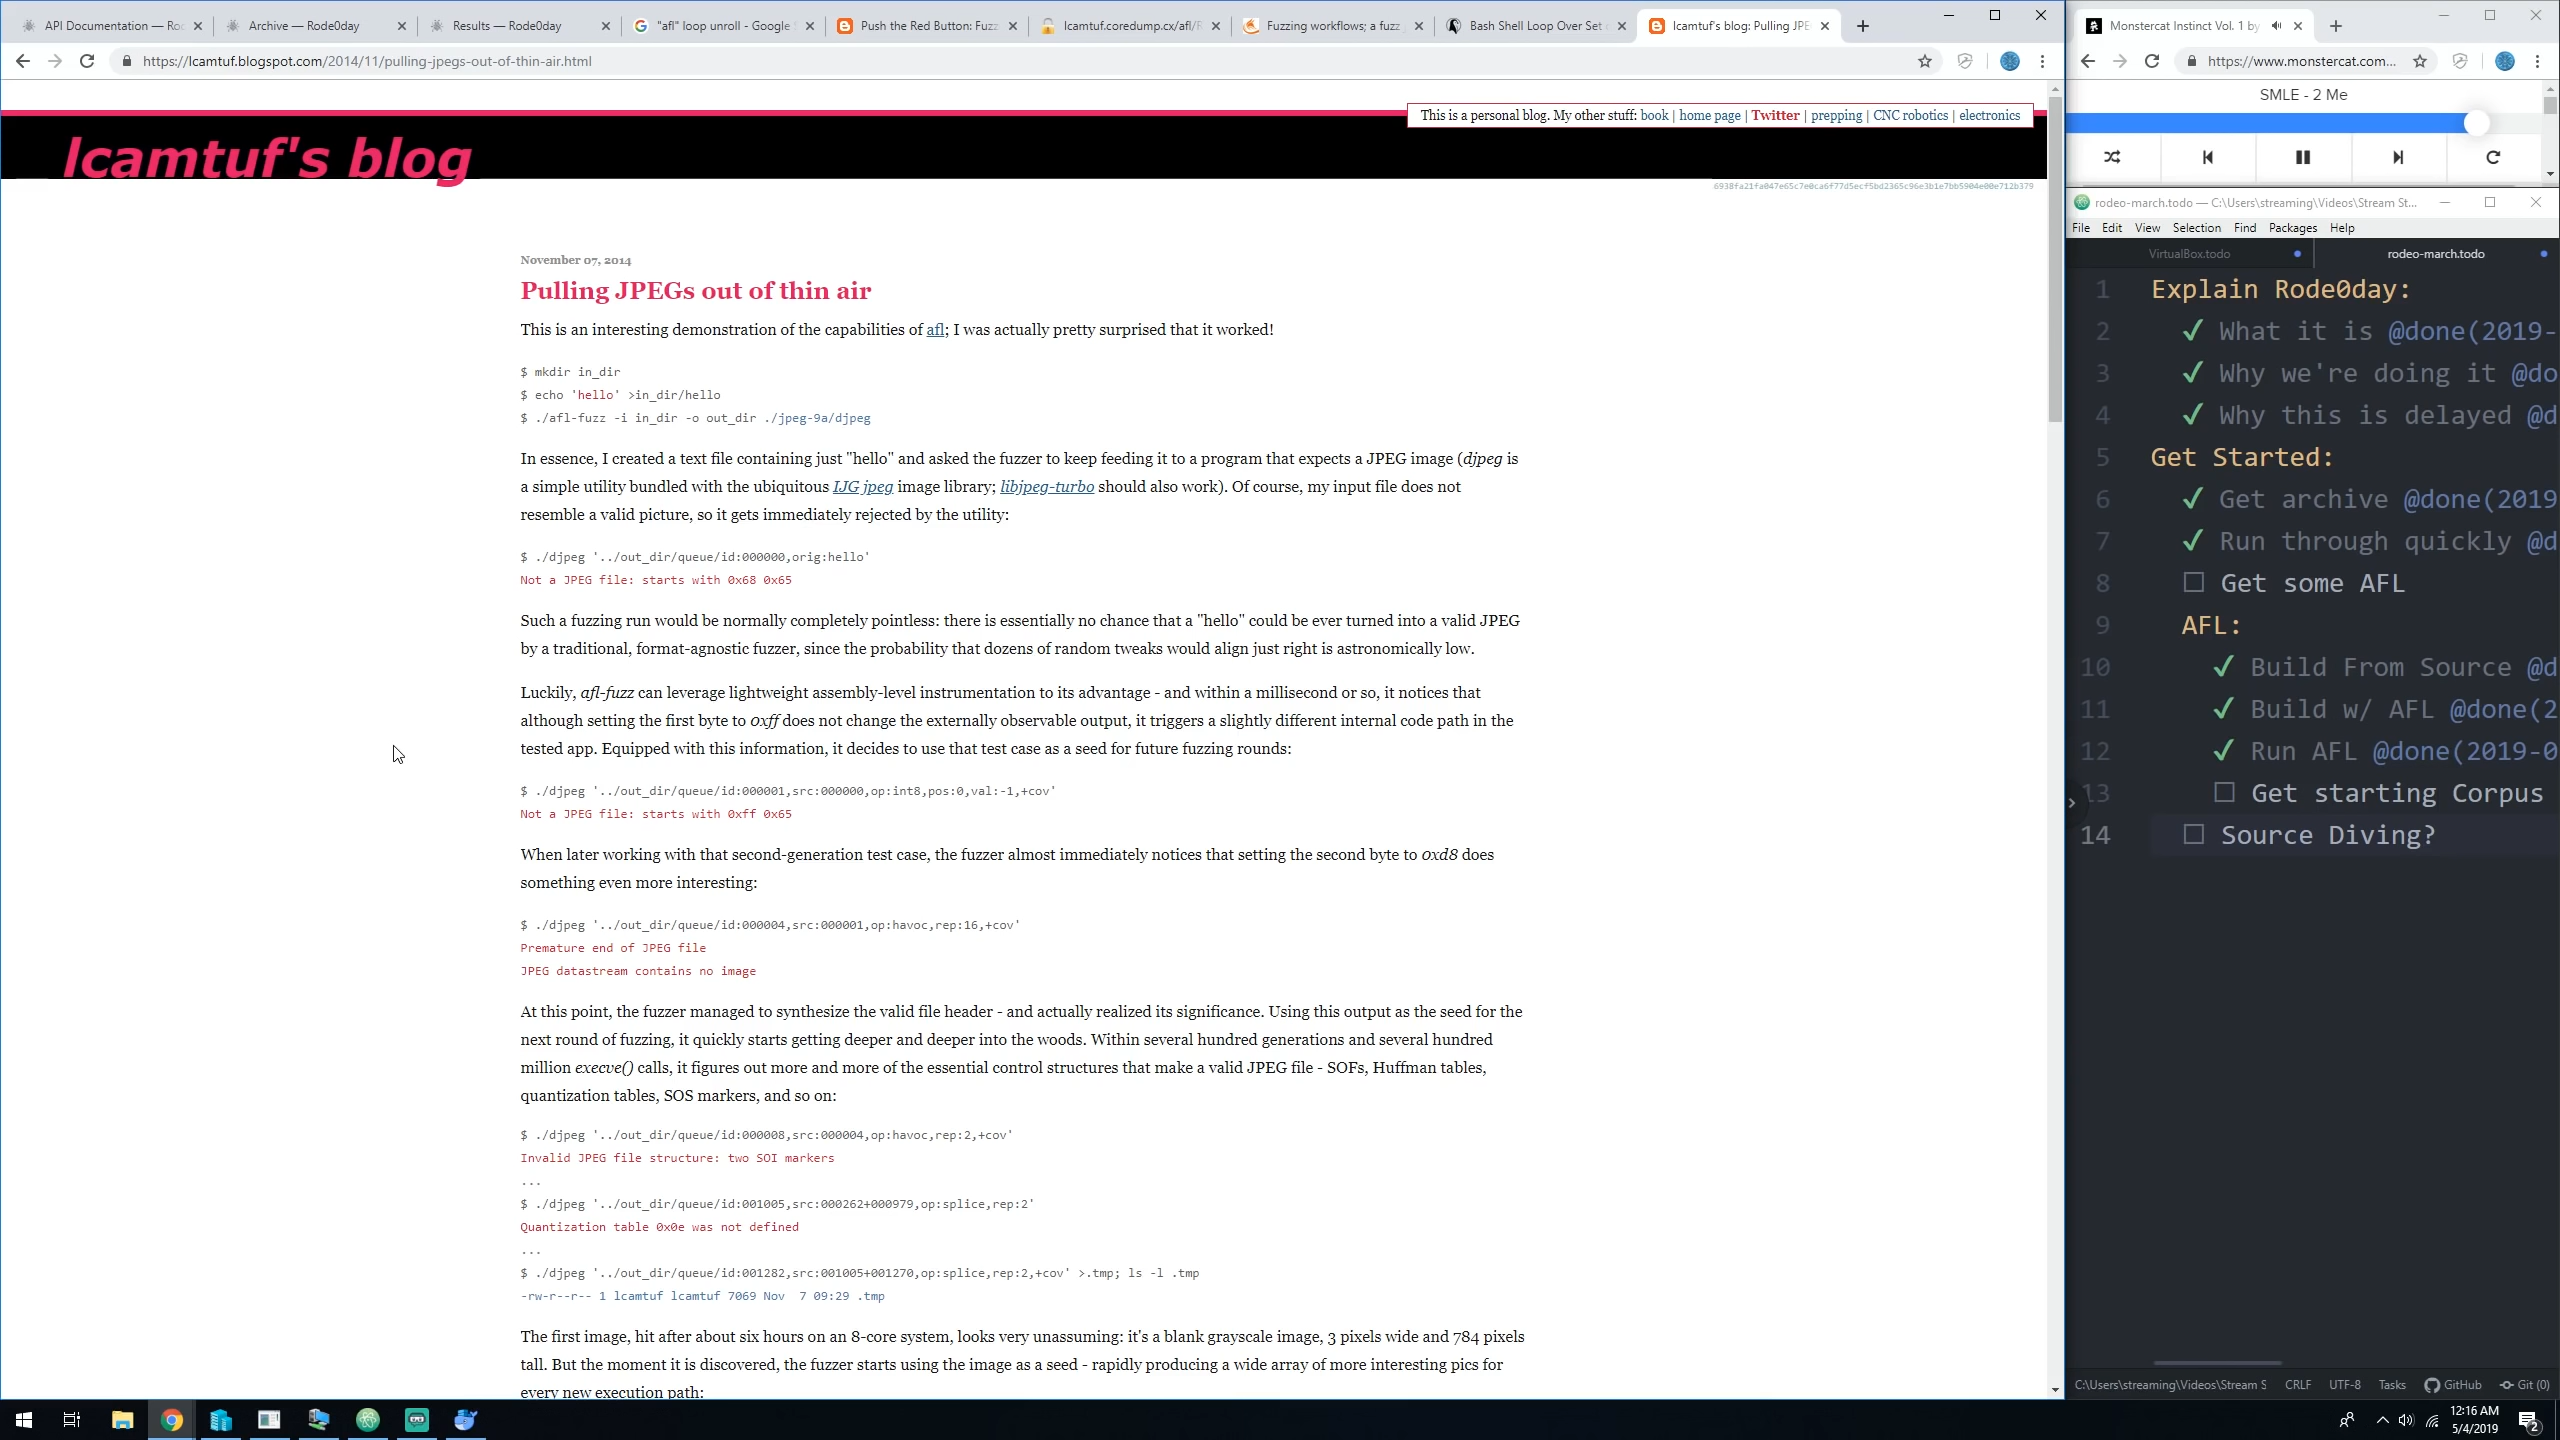 API Documentation — Ro
Archive — Rode0day
Results — Rode0day
"afl" loop unroll - Google
Push the Red Button: Fuzz
lcamtuf.coredump.cx/afl/R
Fuzzing workflows; a fuzz
Bash Shell Loop Over Set
lcamtuf's blog: Pulling JPE
https://lcamtuf.blogspot.com/2014/11/pulling-jpegs-out-of-thin-air.html
This is a personal blog. My other stuff: book | home page | Twitter | prepping | CNC robotics | electronics
lcamtuf's blog
6938fa21fa047e65c7e0ca6f77d5ecf5bd2365c96e3b1e7bb5904e00e712b379
November 07, 2014
Pulling JPEGs out of thin air
This is an interesting demonstration of the capabilities of afl; I was actually pretty surprised that it worked!
$ mkdir in_dir
$ echo 'hello' >in_dir/hello
$ ./afl-fuzz -i in_dir -o out_dir ./jpeg-9a/djpeg
In essence, I created a text file containing just "hello" and asked the fuzzer to keep feeding it to a program that expects a JPEG image (djpeg is
a simple utility bundled with the ubiquitous IJG jpeg image library; libjpeg-turbo should also work). Of course, my input file does not
resemble a valid picture, so it gets immediately rejected by the utility:
$ ./djpeg '../out_dir/queue/id:000000,orig:hello'
Not a JPEG file: starts with 0x68 0x65
Such a fuzzing run would be normally completely pointless: there is essentially no chance that a "hello" could be ever turned into a valid JPEG
by a traditional, format-agnostic fuzzer, since the probability that dozens of random tweaks would align just right is astronomically low.
Luckily, afl-fuzz can leverage lightweight assembly-level instrumentation to its advantage - and within a millisecond or so, it notices that
although setting the first byte to 0xff does not change the externally observable output, it triggers a slightly different internal code path in the
tested app. Equipped with this information, it decides to use that test case as a seed for future fuzzing rounds:
$ ./djpeg '../out_dir/queue/id:000001,src:000000,op:int8,pos:0,val:-1,+cov'
Not a JPEG file: starts with 0xff 0x65
When later working with that second-generation test case, the fuzzer almost immediately notices that setting the second byte to 0xd8 does
something even more interesting:
$ ./djpeg '../out_dir/queue/id:000004,src:000001,op:havoc,rep:16,+cov'
Premature end of JPEG file
JPEG datastream contains no image
At this point, the fuzzer managed to synthesize the valid file header - and actually realized its significance. Using this output as the seed for the
next round of fuzzing, it quickly starts getting deeper and deeper into the woods. Within several hundred generations and several hundred
million execve() calls, it figures out more and more of the essential control structures that make a valid JPEG file - SOFs, Huffman tables,
quantization tables, SOS markers, and so on:
$ ./djpeg '../out_dir/queue/id:000008,src:000004,op:havoc,rep:2,+cov'
Invalid JPEG file structure: two SOI markers
...
$ ./djpeg '../out_dir/queue/id:001005,src:000262+000979,op:splice,rep:2'
Quantization table 0x0e was not defined
...
$ ./djpeg '../out_dir/queue/id:001282,src:001005+001270,op:splice,rep:2,+cov' >.tmp; ls -l .tmp
-rw-r--r-- 1 lcamtuf lcamtuf 7069 Nov  7 09:29 .tmp
The first image, hit after about six hours on an 8-core system, looks very unassuming: it's a blank grayscale image, 3 pixels wide and 784 pixels
tall. But the moment it is discovered, the fuzzer starts using the image as a seed - rapidly producing a wide array of more interesting pics for
every new execution path:
Monstercat Instinct Vol. 1 by
https://www.monstercat.com...
SMLE - 2 Me
rodeo-march.todo — C:\Users\streaming\Videos\Stream St...
File Edit View Selection Find Packages Help
VirtualBox.todo
rodeo-march.todo
1 Explain Rode0day:
2 ✓ What it is @done(2019-
3 ✓ Why we're doing it @do
4 ✓ Why this is delayed @d
5 Get Started:
6 ✓ Get archive @done(2019
7 ✓ Run through quickly @d
8 ☐ Get some AFL
9 AFL:
10 ✓ Build From Source @d
11 ✓ Build w/ AFL @done(2
12 ✓ Run AFL @done(2019-0
13 ☐ Get starting Corpus
14 ☐ Source Diving?
C:\Users\streaming\Videos\Stream S CRLF UTF-8 Tasks GitHub Git (0)
12:16 AM
5/4/2019
2